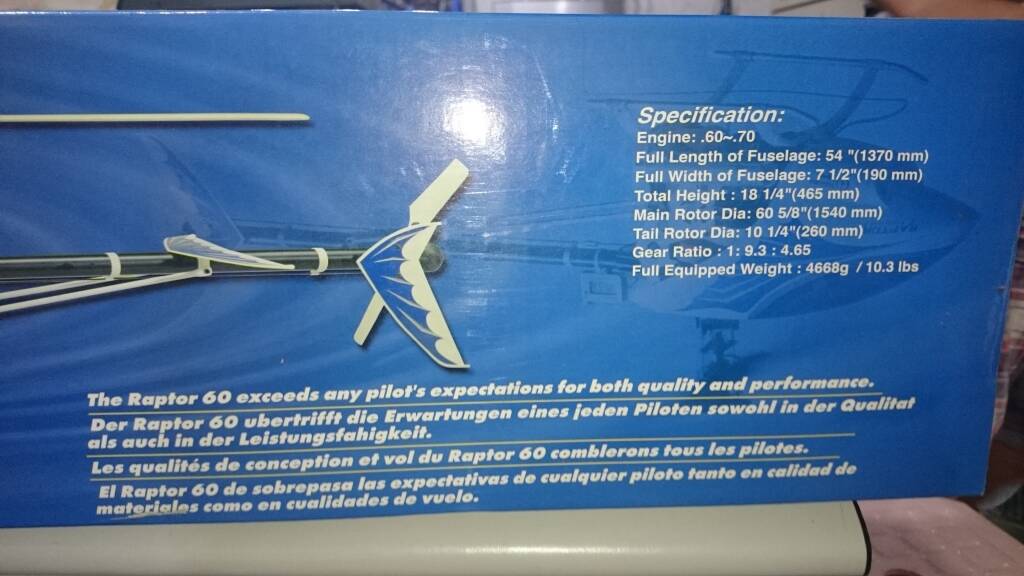 Specification:
Engine: .60~.70
Full Length of Fuselage: 54 "(1370 mm)
Full Width of Fuselage: 7 1/2"(190 mm)
Total Height : 18 1/4"(465 mm)
Main Rotor Dia: 60 5/8"(1540 mm)
Tail Rotor Dia: 10 1/4"(260 mm)
Gear Ratio : 1: 9.3 : 4.65
Full Equipped Weight : 4668g / 10.3 lbs
The Raptor 60 exceeds any pilot's expectations for both quality and performance.
Der Raptor 60 ubertrifft die Erwartungen eines jeden Piloten sowohl in der Qualitat
als auch in der Leistungsfahigkeit.
Les qualités de conception et vol du Raptor 60 comblerons tous les pilotes.
El Raptor 60 de sobrepasa las expectativas de cualquier piloto tanto en calidad de
materiales como en cualidades de vuelo.